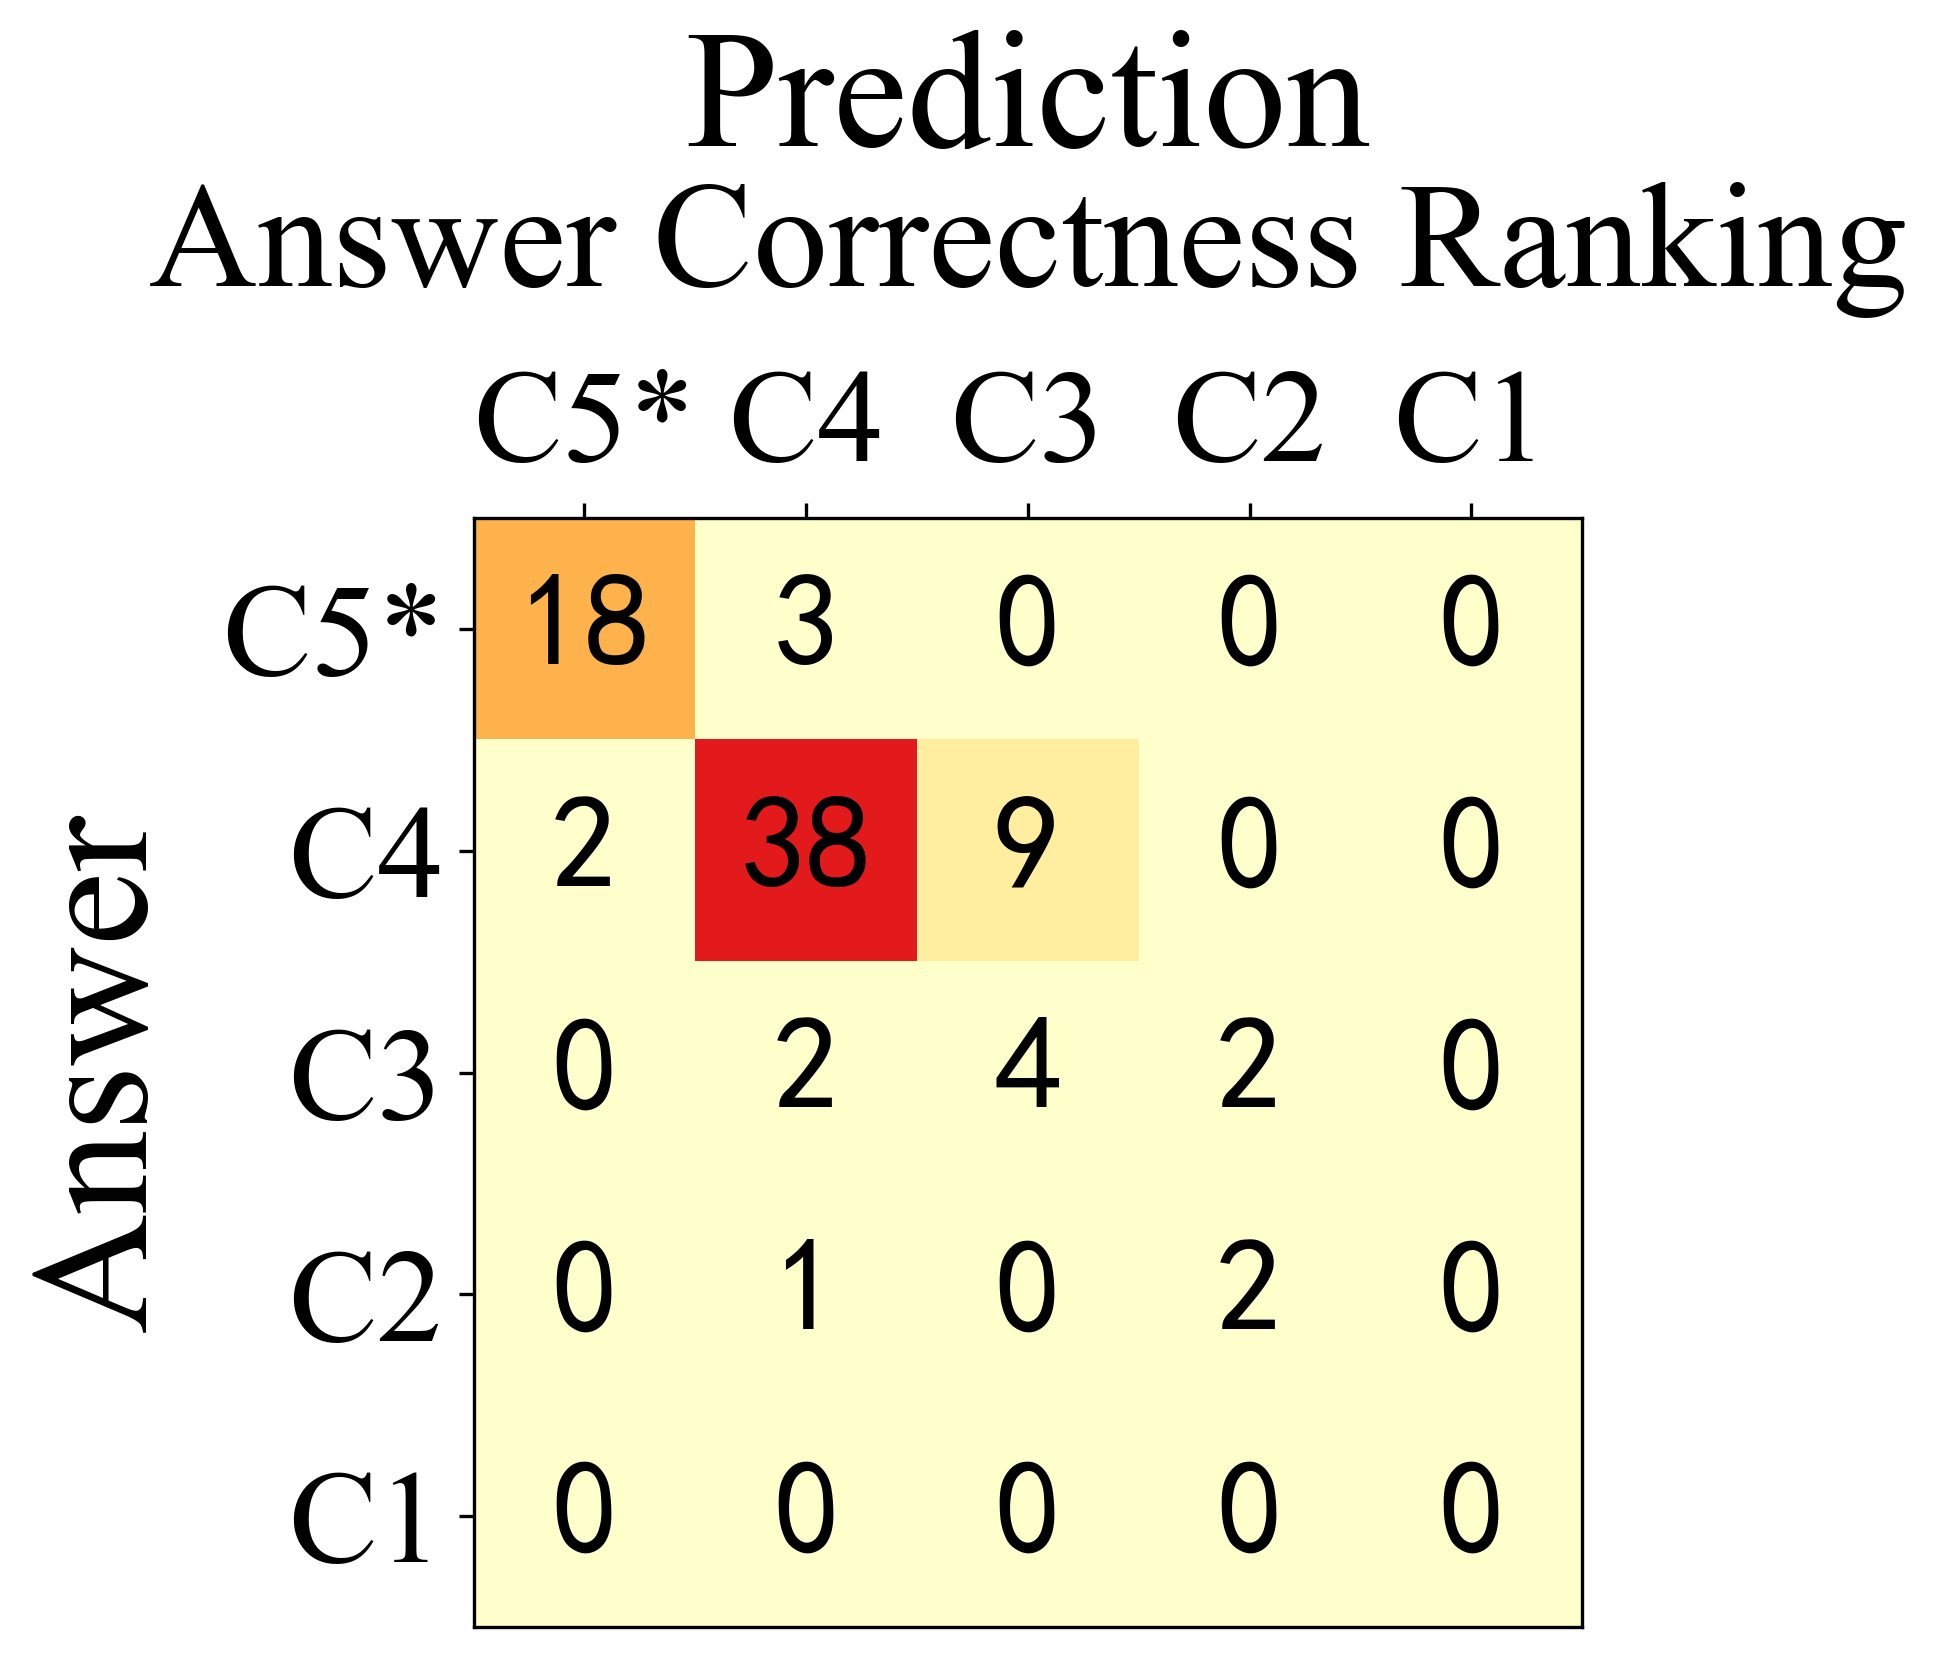 Prediction
Answer Correctness Ranking
C5* C4 C3 C2 C1
Answer
C5* 18 3 0 0 0
C4 2 38 9 0 0
C3 0 2 4 2 0
C2 0 1 0 2 0
C1 0 0 0 0 0